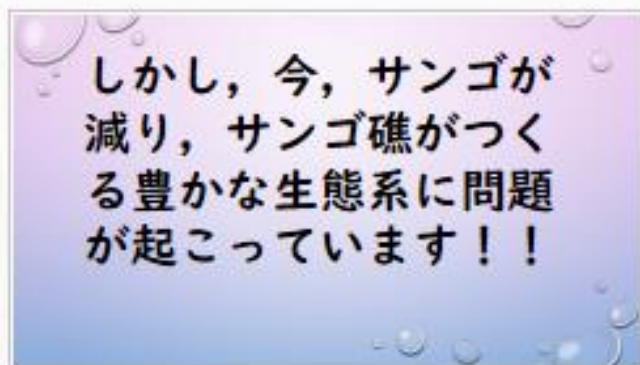 しかし，今，サンゴが
減り，サンゴ礁がつく
る豊かな生態系に問題
が起こっています！！